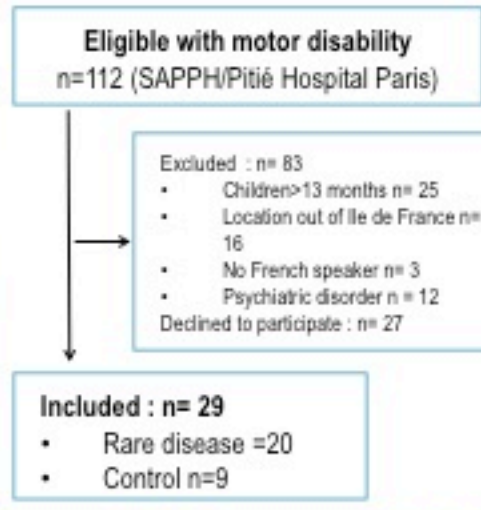 Eligible with motor disability
n=112 (SAPPH/Pitié Hospital Paris)
Excluded : n= 83
• Children>13 months n= 25
• Location out of Ile de France n=
16
• No French speaker n= 3
• Psychiatric disorder n = 12
Declined to participate : n= 27
Included : n= 29
• Rare disease =20
• Control n=9